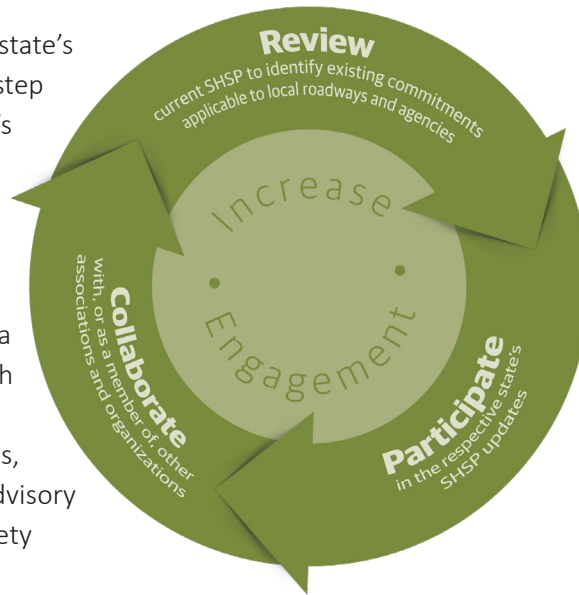 state’s
step
’s
a
h
s,
dvisory
ety
Review
current SHSP to identify existing commitments
applicable to local roadways and agencies
Participate
in the respective state’s
SHSP updates
Collaborate
with, or as a member of, other
associations and organizations
Increase
Engagement